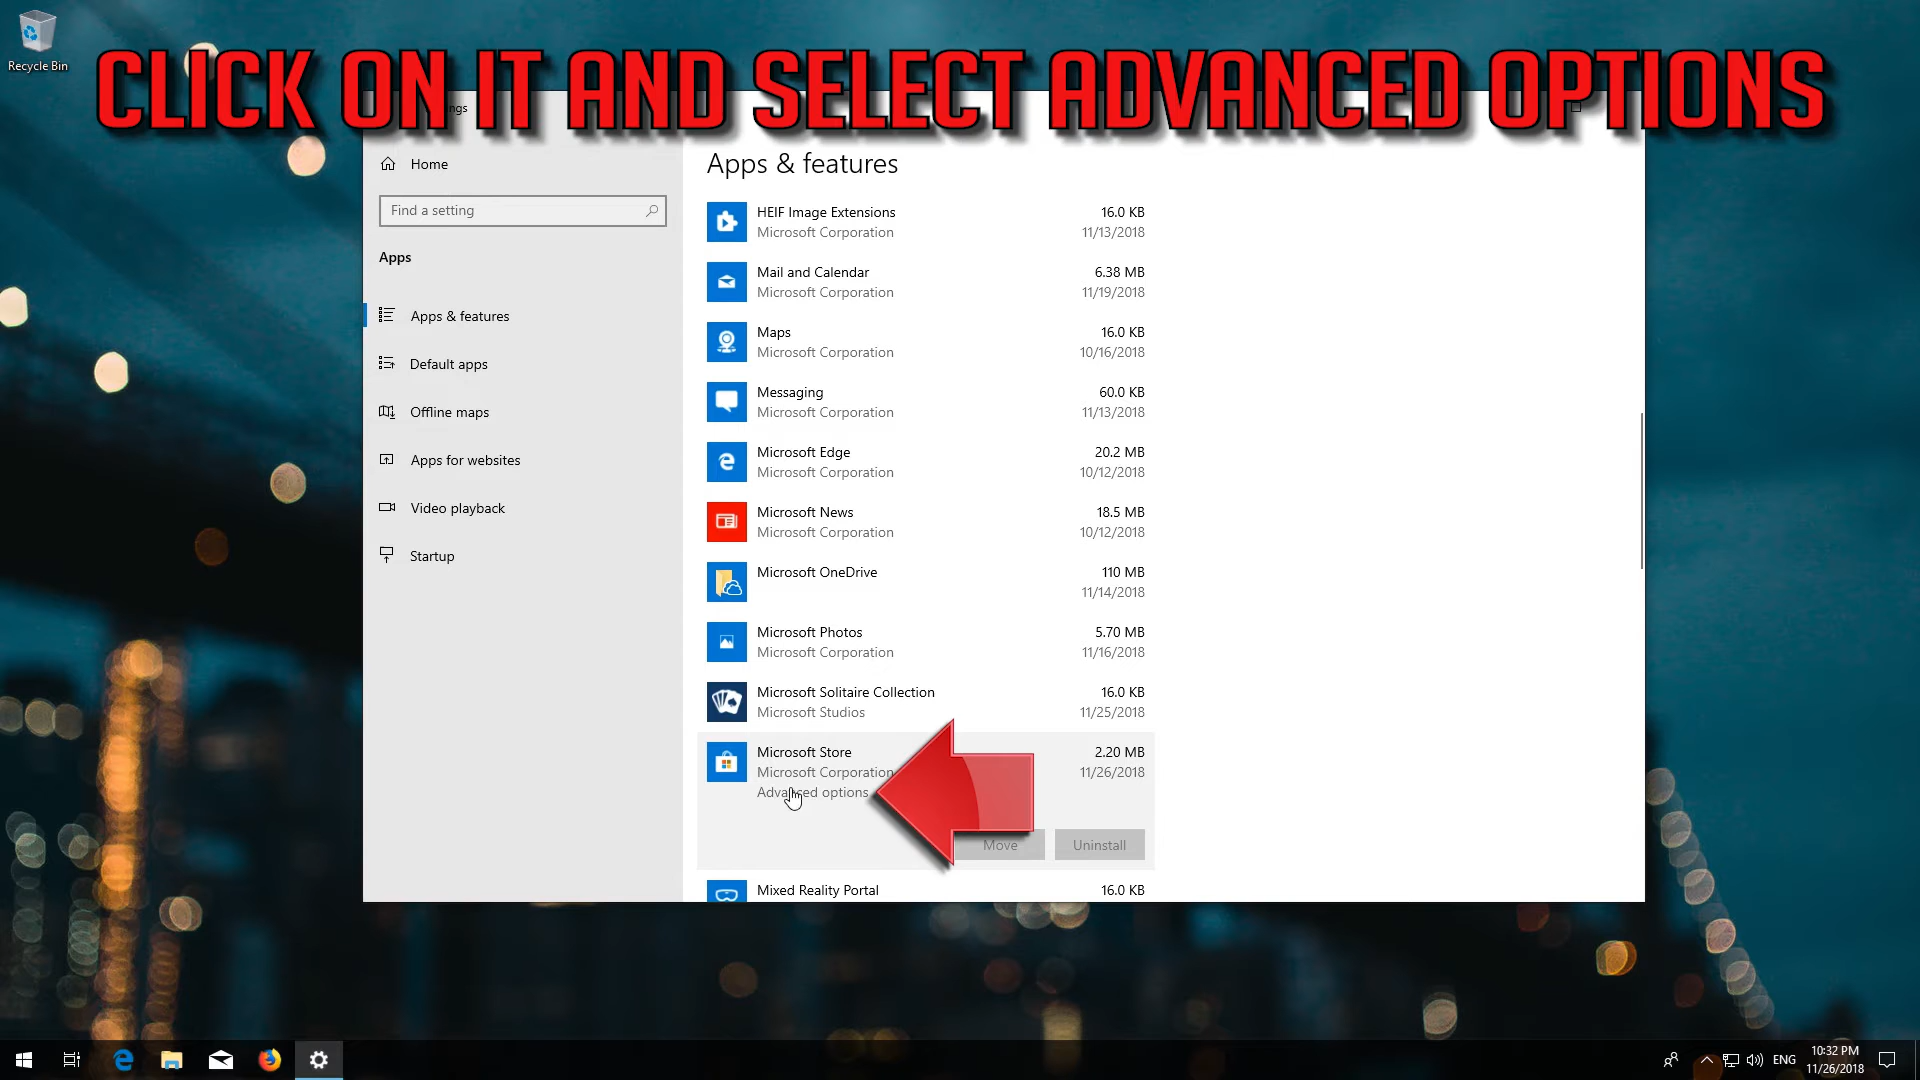 Recycle Bin
CLICK ON IT AND SELECT ADVANCED OPTIONS
Home
Find a setting
Apps
Apps & features
Default apps
Offline maps
Apps for websites
Video playback
Startup
Apps & features
HEIF Image Extensions 16.0 KB
Microsoft Corporation 11/13/2018
Mail and Calendar 6.38 MB
Microsoft Corporation 11/19/2018
Maps 16.0 KB
Microsoft Corporation 10/16/2018
Messaging 60.0 KB
Microsoft Corporation 11/13/2018
Microsoft Edge 20.2 MB
Microsoft Corporation 10/12/2018
Microsoft News 18.5 MB
Microsoft Corporation 10/12/2018
Microsoft OneDrive 110 MB
11/14/2018
Microsoft Photos 5.70 MB
Microsoft Corporation 11/16/2018
Microsoft Solitaire Collection 16.0 KB
Microsoft Studios 11/25/2018
Microsoft Store 2.20 MB
Microsoft Corporation 11/26/2018
Advanced options
Move Uninstall
Mixed Reality Portal 16.0 KB
ENG 10:32 PM
11/26/2018